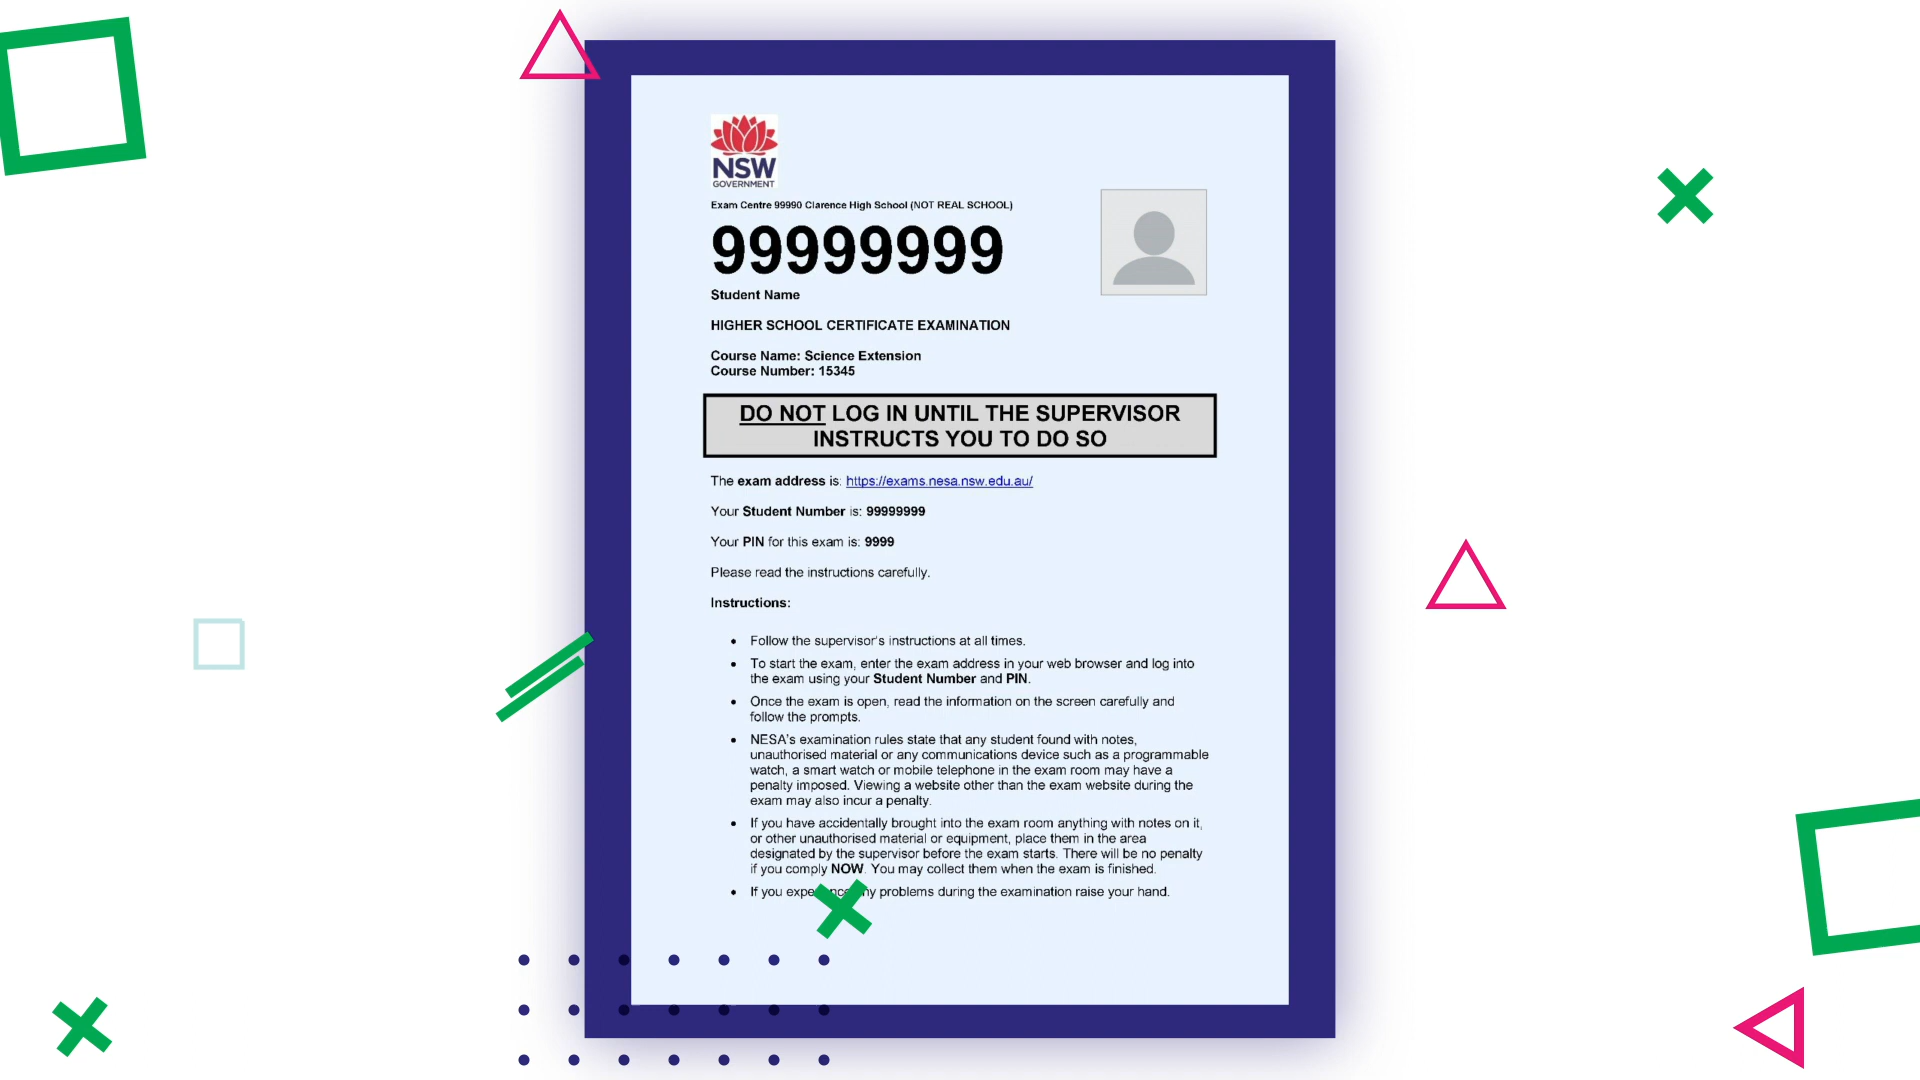 NSW
GOVERNMENT
Exam Centre 99990 Clarence High School (NOT REAL SCHOOL)
99999999
Student Name
HIGHER SCHOOL CERTIFICATE EXAMINATION
Course Name: Science Extension
Course Number: 15345
DO NOT LOG IN UNTIL THE SUPERVISOR
INSTRUCTS YOU TO DO SO
The exam address is: https://exams.nesa.nsw.edu.au/
Your Student Number is: 99999999
Your PIN for this exam is: 9999
Please read the instructions carefully.
Instructions:
• Follow the supervisor's instructions at all times.
• To start the exam, enter the exam address in your web browser and log into
the exam using your Student Number and PIN.
• Once the exam is open, read the information on the screen carefully and
follow the prompts.
• NESA's examination rules state that any student found with notes,
unauthorised material or any communications device such as a programmable
watch, a smart watch or mobile telephone in the exam room may have a
penalty imposed. Viewing a website other than the exam website during the
exam may also incur a penalty.
• If you have accidentally brought into the exam room anything with notes on it,
or other unauthorised material or equipment, place them in the area
designated by the supervisor before the exam starts. There will be no penalty
if you comply NOW. You may collect them when the exam is finished.
• If you problems during the examination raise your hand.